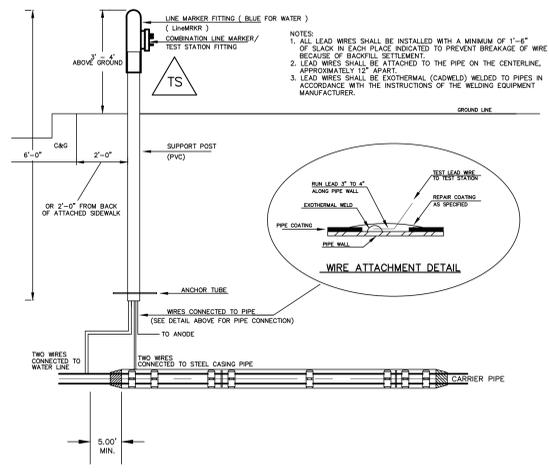 LINE MARKER FITTING ( BLUE FOR WATER )
( LineMRKR )
COMBINATION LINE MARKER/
TEST STATION FITTING
3' - 4"
ABOVE GROUND
TS
NOTES:
1. ALL LEAD WIRES SHALL BE INSTALLED WITH A MINIMUM OF 1'-6"
OF SLACK IN EACH PLACE INDICATED TO PREVENT BREAKAGE OF WIRE
BECAUSE OF BACKFILL SETTLEMENT.
2. LEAD WIRES SHALL BE ATTACHED TO THE PIPE ON THE CENTERLINE,
APPROXIMATELY 12" APART.
3. LEAD WIRES SHALL BE EXOTHERMAL (CADWELD) WELDED TO PIPES IN
ACCORDANCE WITH THE INSTRUCTIONS OF THE WELDING EQUIPMENT
MANUFACTURER.
GROUND LINE
C&G
6'-0"
2'-0"
SUPPORT POST
(PVC)
OR 2'-0" FROM BACK
OF ATTACHED SIDEWALK
TEST LEAD WIRE
TO TEST STATION
RUN LEAD 3" TO 4"
ALONG PIPE WALL
EXOTHERMAL WELD
REPAIR COATING
AS SPECIFIED
PIPE COATING
PIPE WALL
WIRE ATTACHMENT DETAIL
ANCHOR TUBE
WIRES CONNECTED TO PIPE
(SEE DETAIL ABOVE FOR PIPE CONNECTION)
TO ANODE
TWO WIRES
CONNECTED TO
WATER LINE
TWO WIRES
CONNECTED TO STEEL CASING PIPE
CARRIER PIPE
5.00'
MIN.